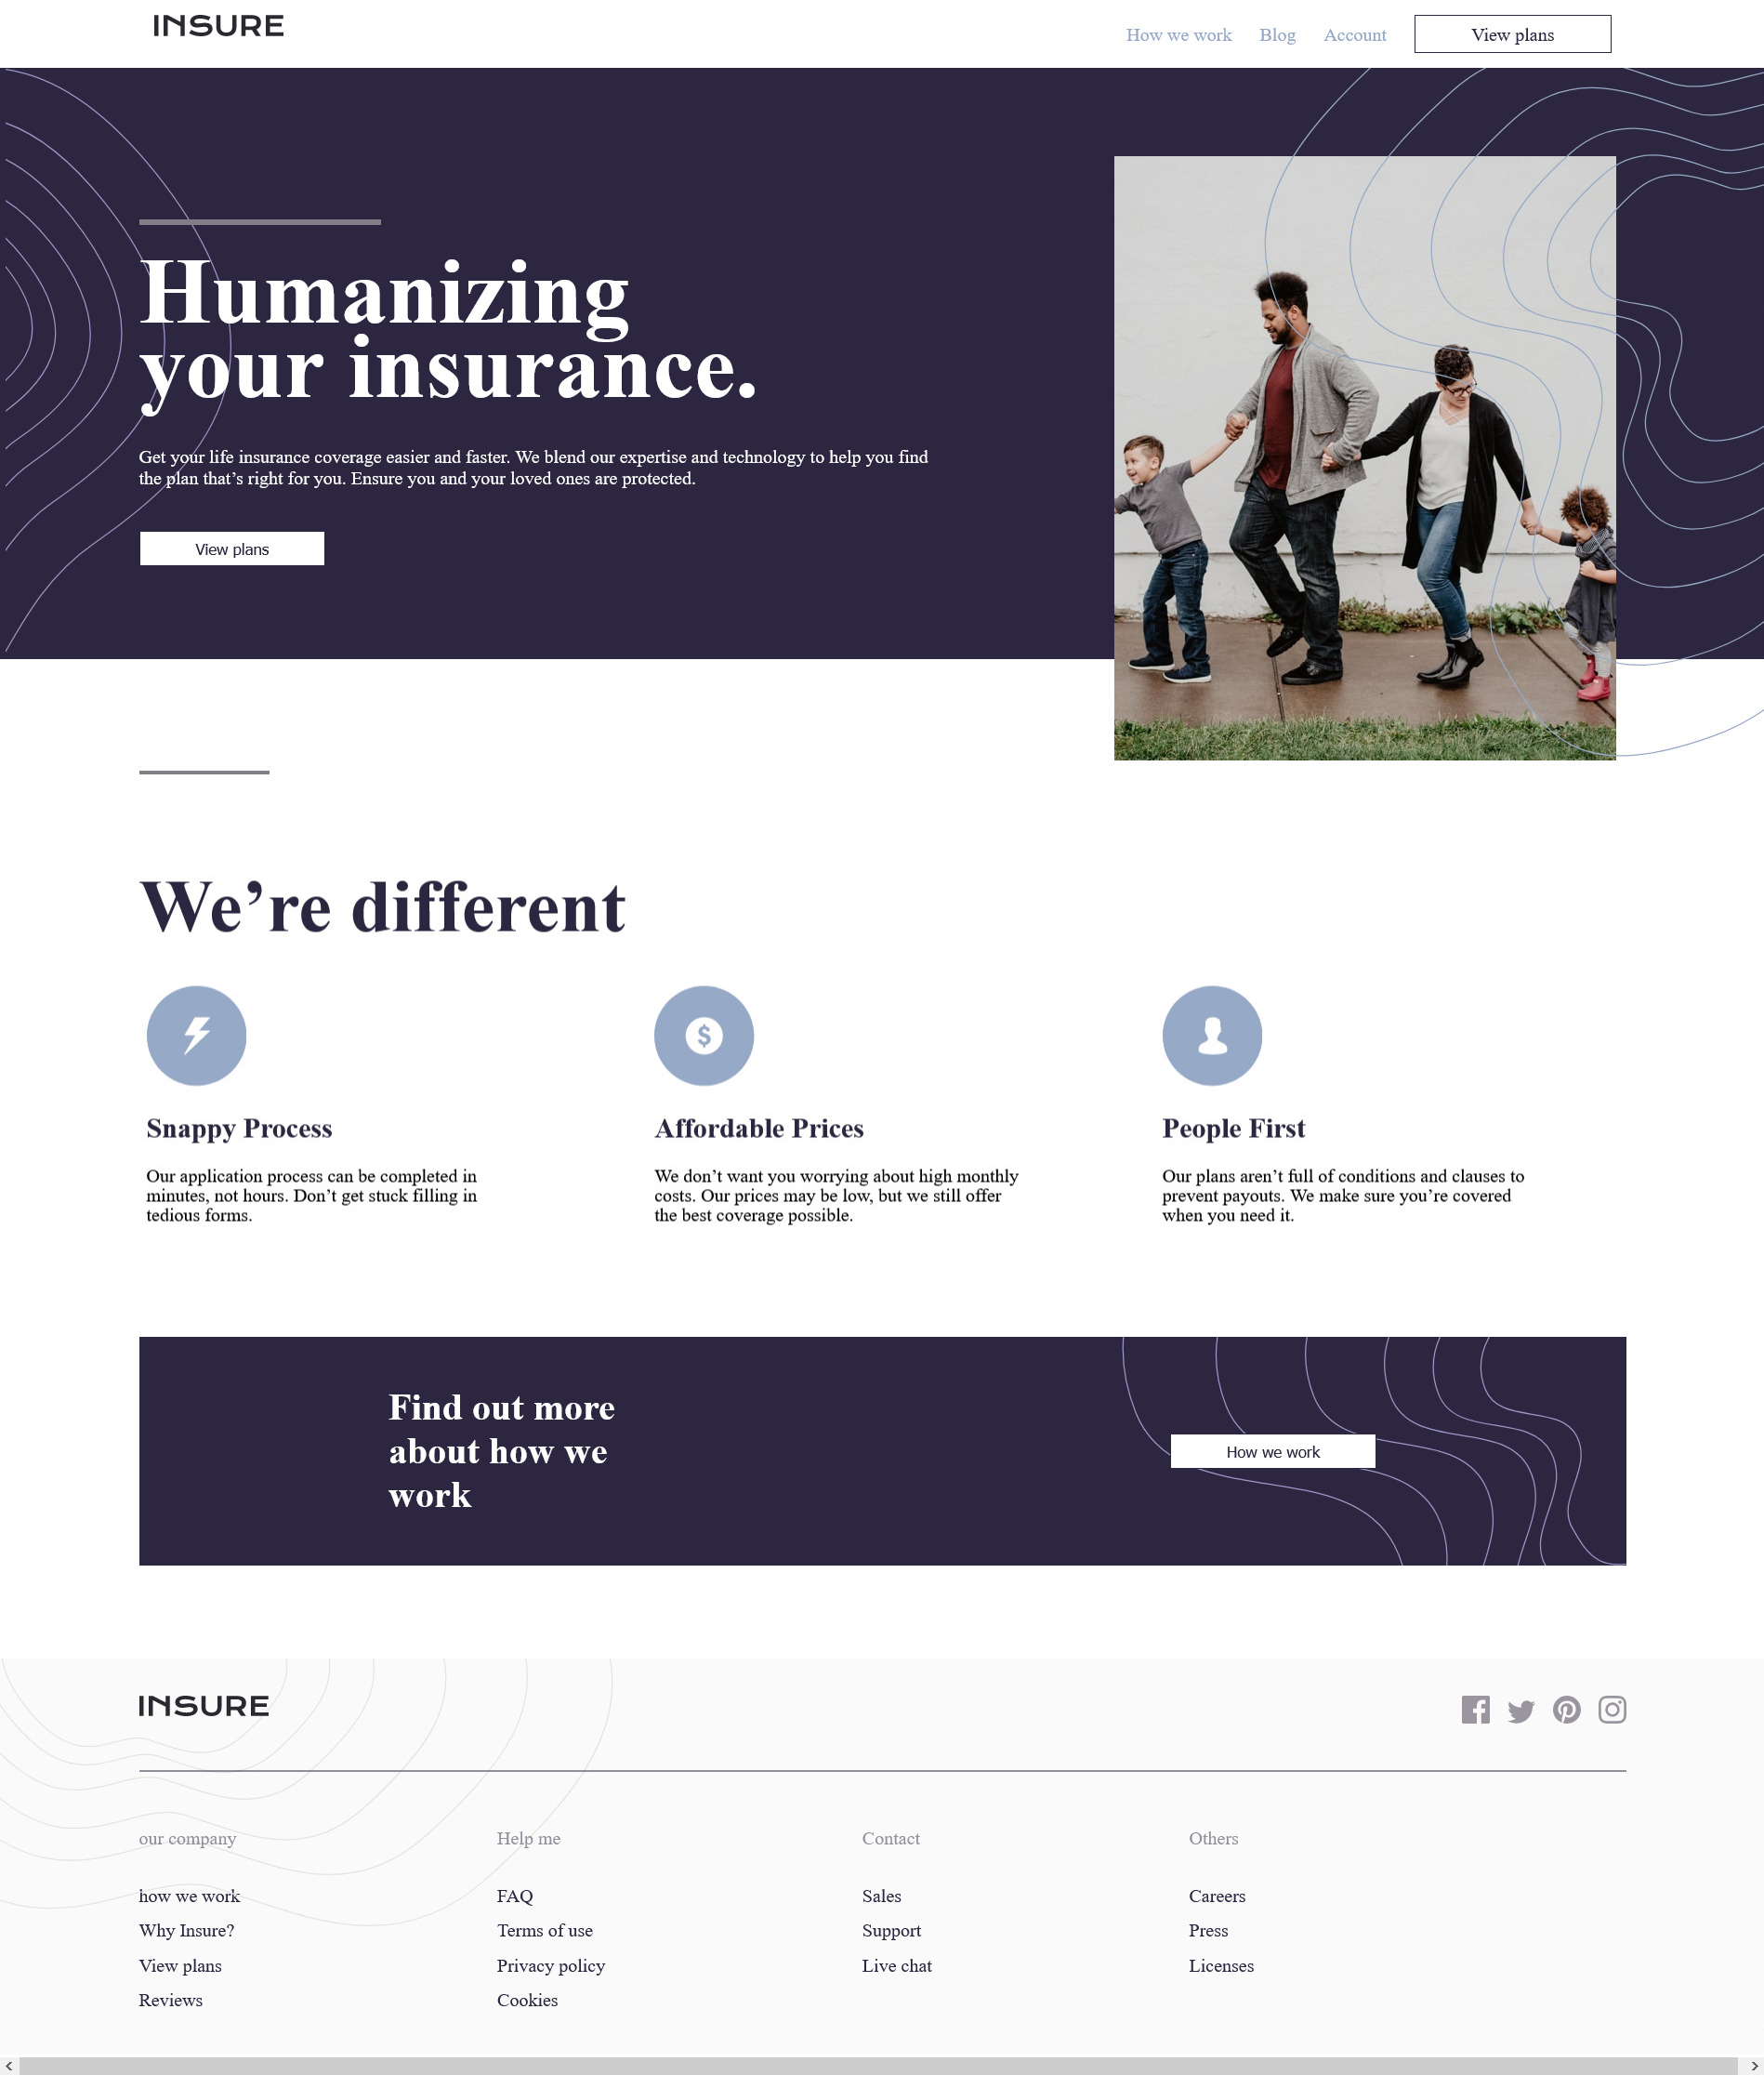 INSURE
How we work
Blog
Account
View plans
Humanizing
your insurance.
Get your life insurance coverage easier and faster. We blend our expertise and technology to help you find
the plan that’s right for you. Ensure you and your loved ones are protected.
View plans
We’re different
Snappy Process
Our application process can be completed in
minutes, not hours. Don’t get stuck filling in
tedious forms.
Affordable Prices
We don’t want you worrying about high monthly
costs. Our prices may be low, but we still offer
the best coverage possible.
People First
Our plans aren’t full of conditions and clauses to
prevent payouts. We make sure you’re covered
when you need it.
Find out more
about how we
work
How we work
INSURE
our company
how we work
Why Insure?
View plans
Reviews
Help me
FAQ
Terms of use
Privacy policy
Cookies
Contact
Sales
Support
Live chat
Others
Careers
Press
Licenses